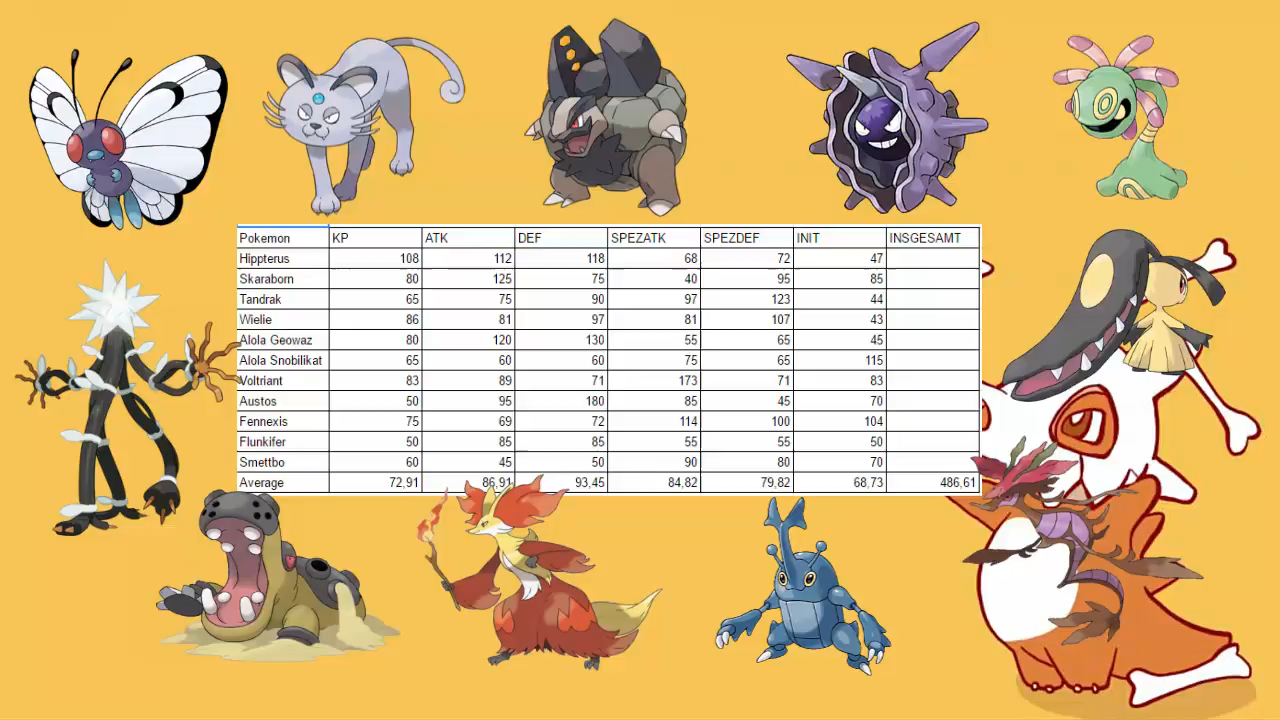 Pokemon KP ATK DEF SPEZATK SPEZDEF INIT INSGESAMT
Hippterus 108 112 118 68 72 47
Skaraborn 80 125 75 40 95 85
Tandrak 65 75 90 97 123 44
Wielie 86 81 97 81 107 43
Alola Geowaz 80 120 130 55 65 45
Alola Snobilikat 65 60 60 75 65 115
Voltriant 83 89 71 173 71 83
Austos 50 95 180 85 45 70
Fennexis 75 69 72 114 100 104
Flunkifer 50 85 85 55 55 50
Smettbo 60 45 50 90 80 70
Average 72,91 86,91 93,45 84,82 79,82 68,73 486,61